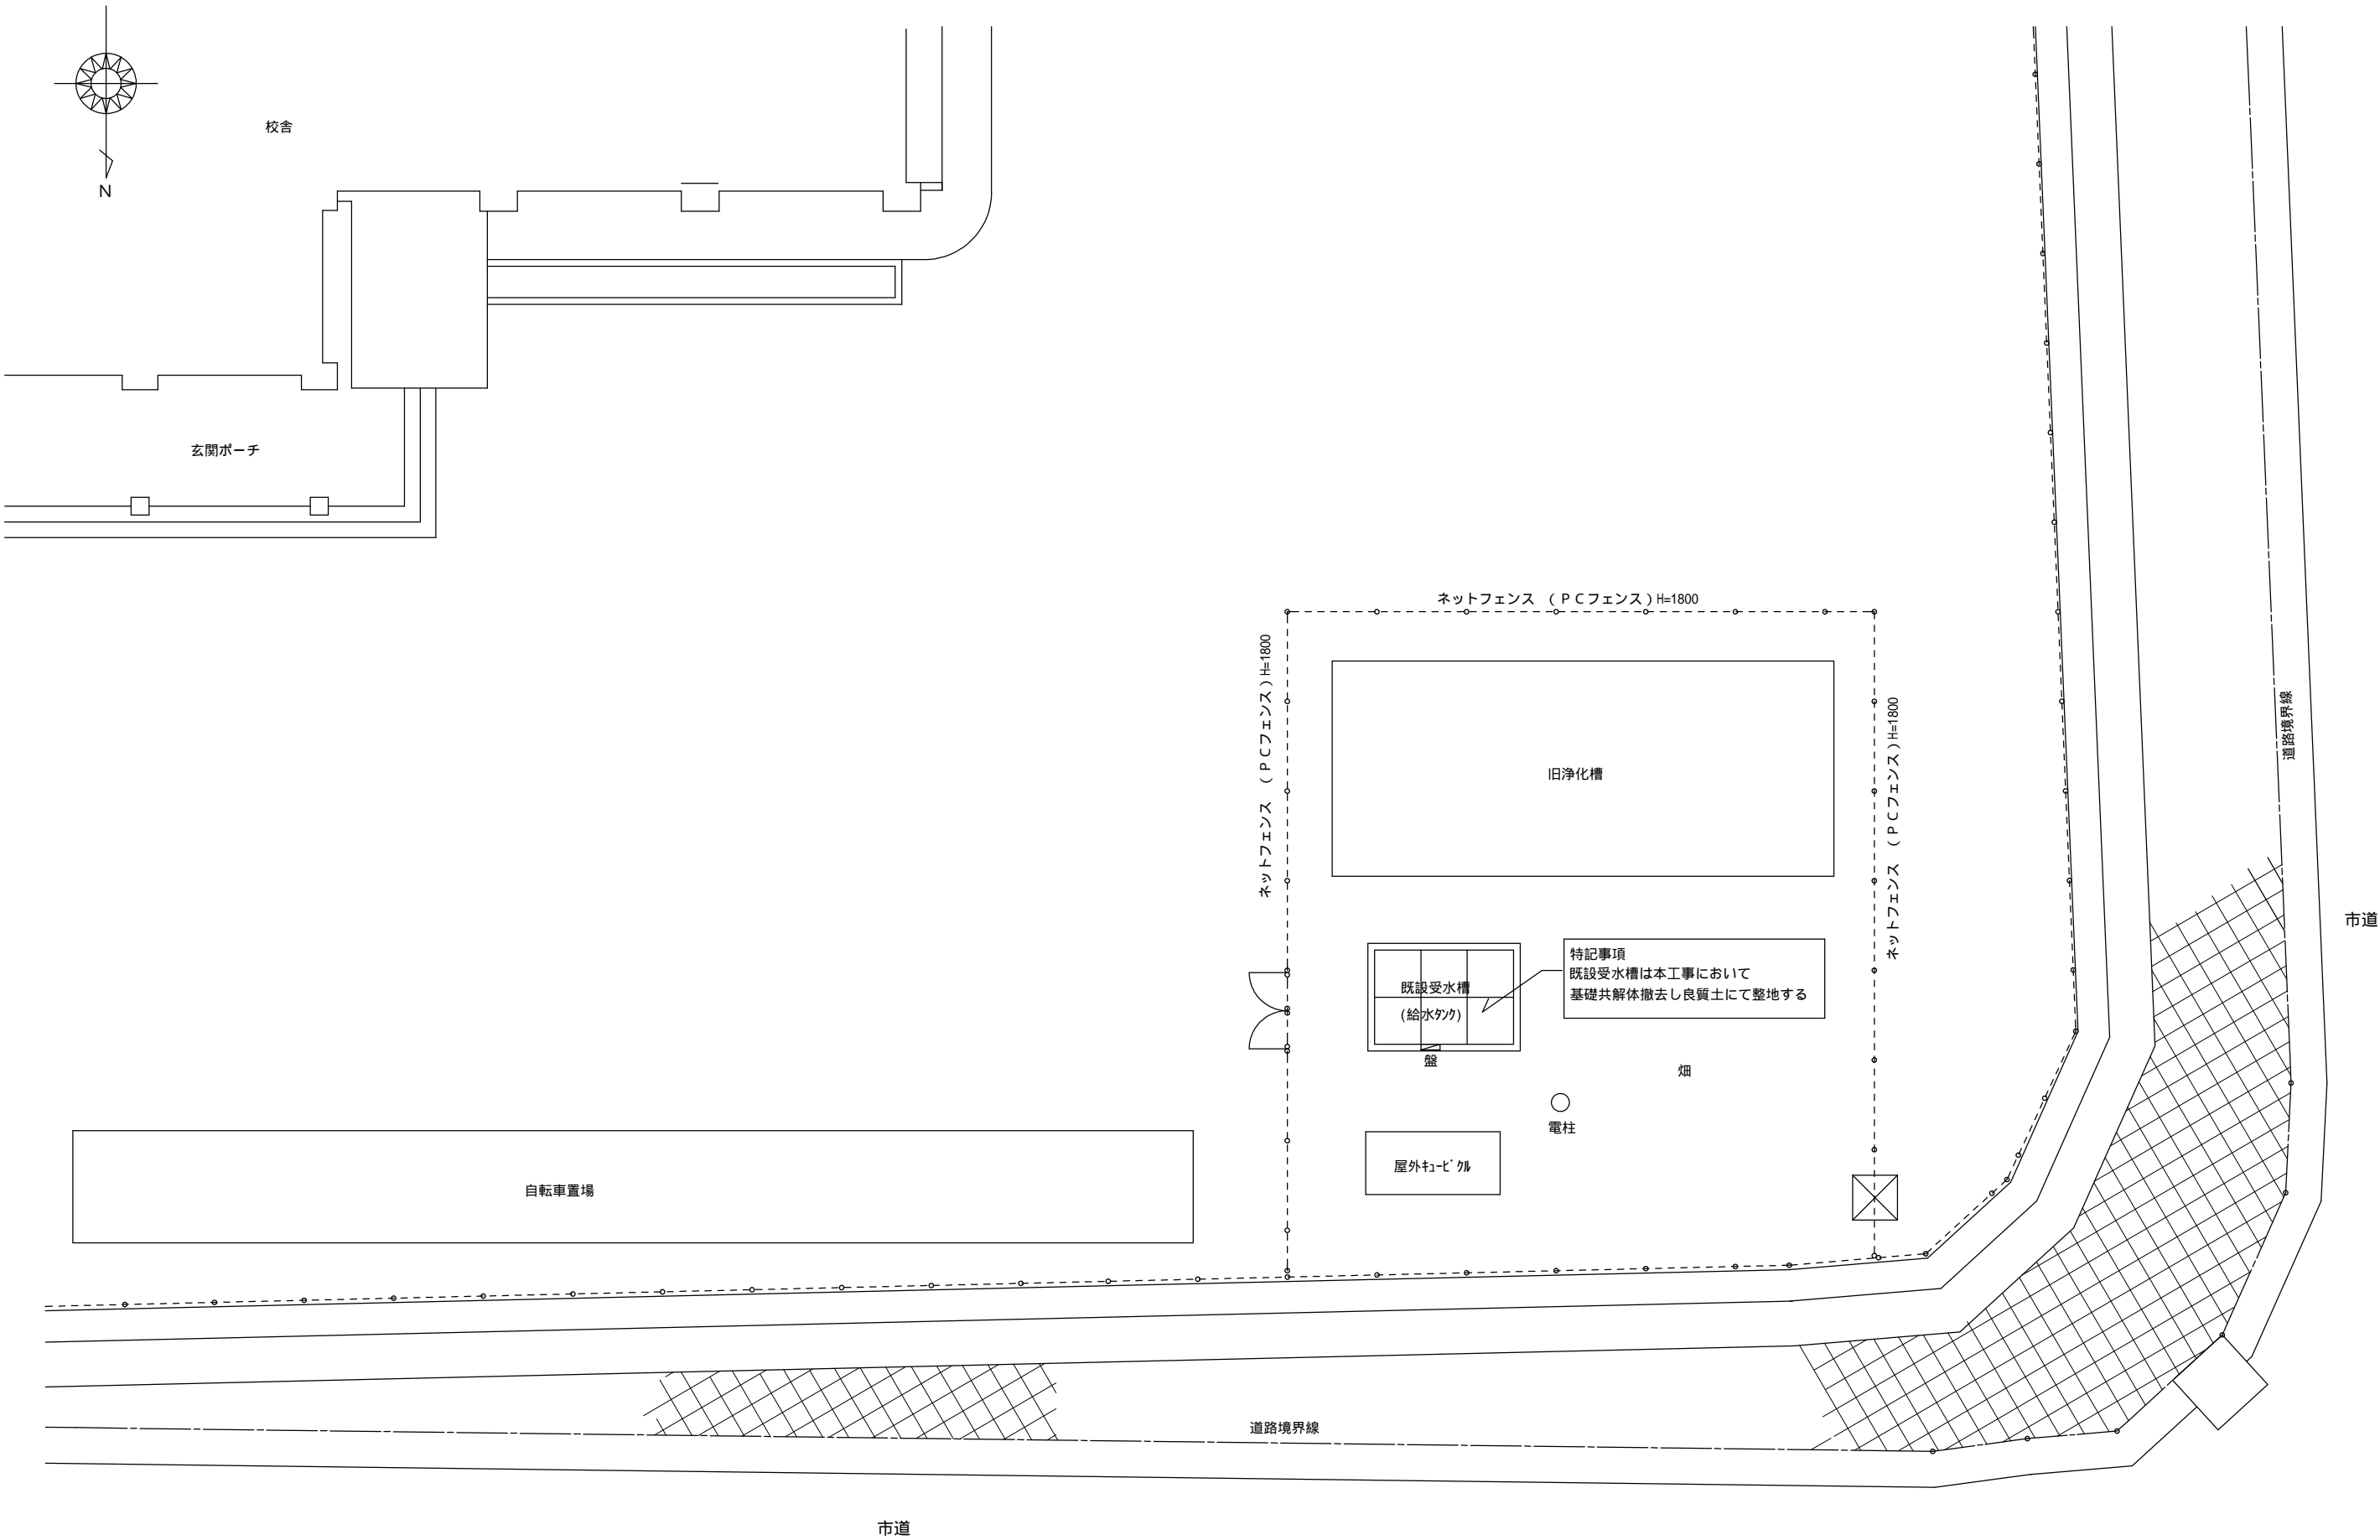 校舎
N
玄関ポーチ
ネットフェンス （ＰＣフェンス）H=1800
ネットフェンス （ＰＣフェンス）H=1800
ネットフェンス （ＰＣフェンス）H=1800
道路境界線
旧浄化槽
市道
特記事項
既設受水槽は本工事において
基礎共解体撤去し良質土にて整地する
既設受水槽
(給水ﾀﾝｸ)
盤
畑
電柱
屋外ｷｭｰﾋﾞｸﾙ
自転車置場
道路境界線
市道